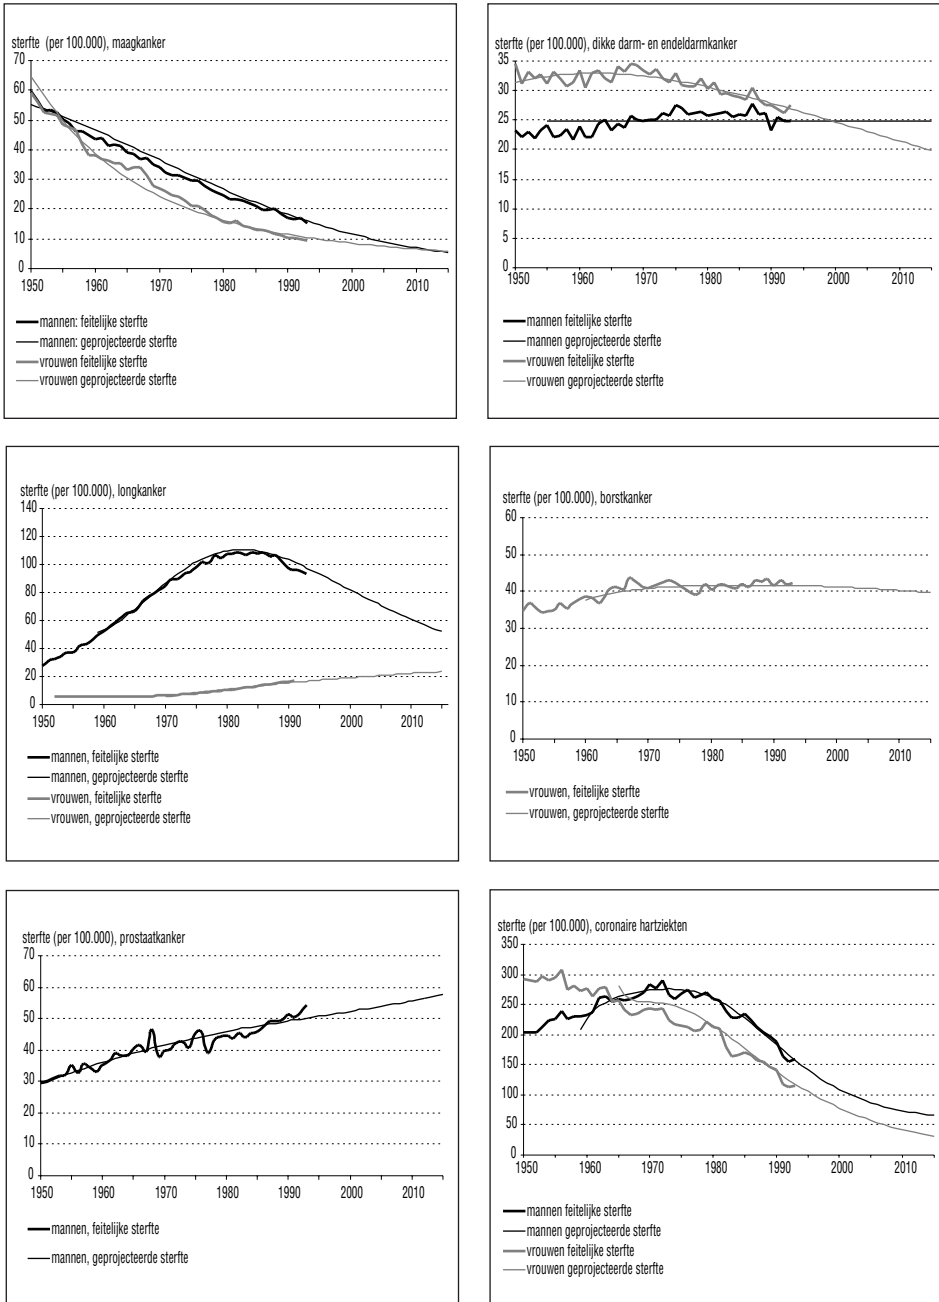 sterfte (per 100.000), maagkanker
70
60
50
40
30
20
10
0
1950 1960 1970 1980 1990 2000 2010
mannen: feitelijke sterfte
mannen: geprojecteerde sterfte
vrouwen feitelijke sterfte
vrouwen geprojecteerde sterfte
sterfte (per 100.000), dikke darm- en endeldarmkanker
35
30
25
20
15
10
5
0
1950 1960 1970 1980 1990 2000 2010
mannen feitelijke sterfte
mannen geprojecteerde sterfte
vrouwen feitelijke sterfte
vrouwen geprojecteerde sterfte
sterfte (per 100.000), longkanker
140
120
100
80
60
40
20
0
1950 1960 1970 1980 1990 2000 2010
mannen, feitelijke sterfte
mannen, geprojecteerde sterfte
vrouwen, feitelijke sterfte
vrouwen, geprojecteerde sterfte
sterfte (per 100.000), borstkanker
60
50
40
30
20
10
0
1950 1960 1970 1980 1990 2000 2010
vrouwen, feitelijke sterfte
vrouwen, geprojecteerde sterfte
sterfte (per 100.000), prostaatkanker
70
60
50
40
30
20
10
0
1950 1960 1970 1980 1990 2000 2010
mannen, feitelijke sterfte
mannen, geprojecteerde sterfte
sterfte (per 100.000), coronaire hartziekten
350
300
250
200
150
100
50
0
1950 1960 1970 1980 1990 2000 2010
mannen feitelijke sterfte
mannen geprojecteerde sterfte
vrouwen feitelijke sterfte
vrouwen geprojecteerde sterfte